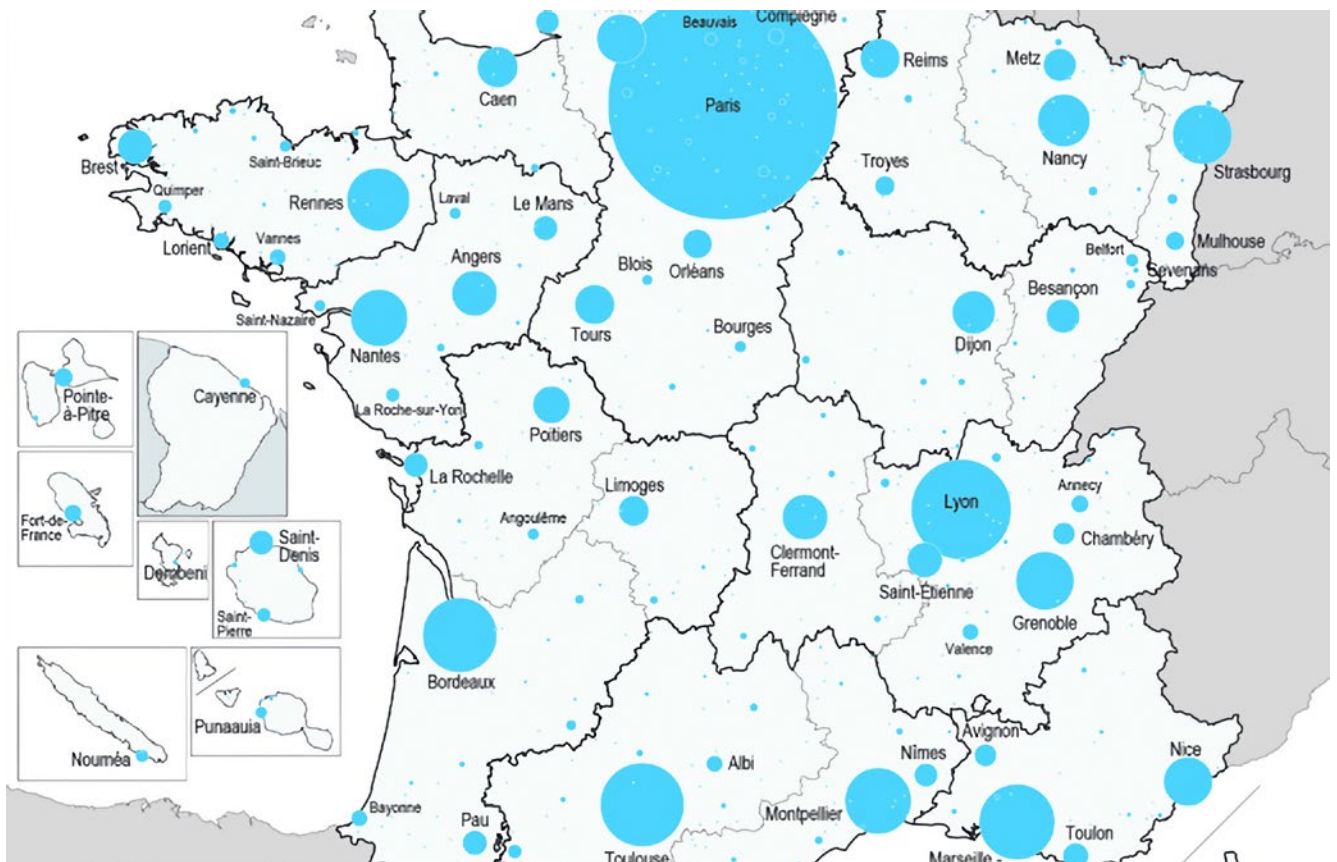 Beauvais
Compiègne
Paris
Reims
Metz
Caen
Nancy
Strasbourg
Brest
Saint-Brieuc
Troyes
Quimper
Rennes
Laval
Le Mans
Lorient
Vannes
Angers
Blois
Orléans
Belfort
Mulhouse
Sevenans
Besançon
Saint-Nazaire
Nantes
Tours
Bourges
Dijon
Pointe-
à-Pitre
Cayenne
La Roche-sur-Yon
Poitiers
La Rochelle
Limoges
Lyon
Annecy
Fort-de-
France
Angoulême
Chambéry
Saint-
Denis
Dembeni
Clermont-
Ferrand
Saint-Étienne
Saint-
Pierre
Grenoble
Valence
Bordeaux
Punaauia
Nouméa
Avignon
Nîmes
Nice
Albi
Bayonne
Pau
Montpellier
Toulon
Toulouse
Marseille -